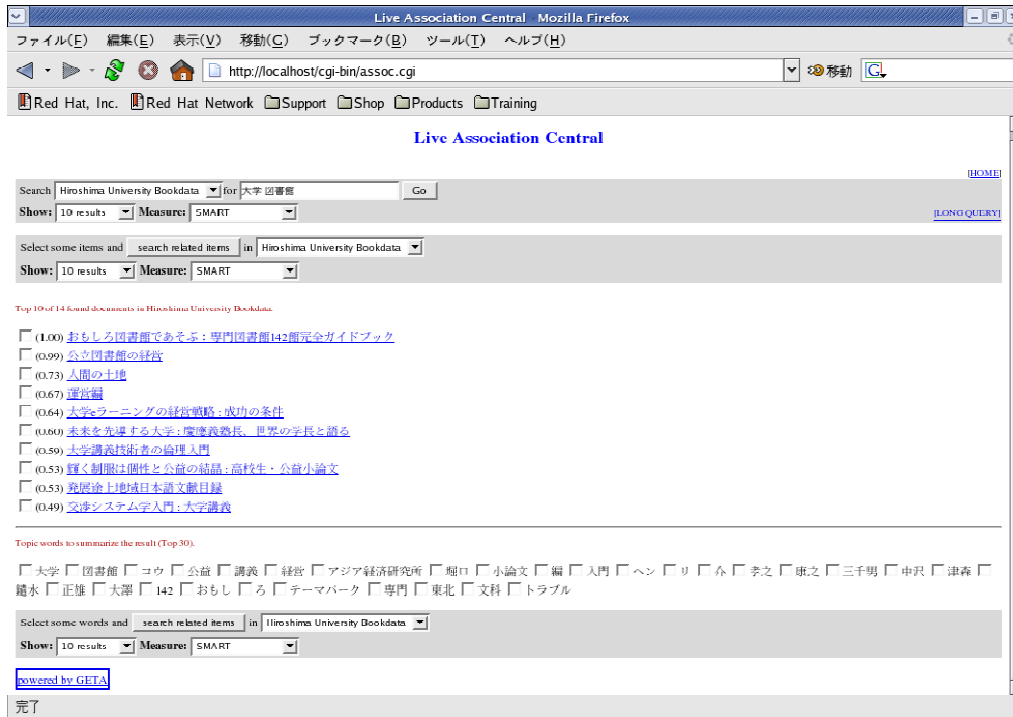 Live Association Central - Mozilla Firefox
ファイル(F) 編集(E) 表示(V) 移動(G) ブックマーク(B) ツール(T) ヘルプ(H)
http://localhost/cgi-bin/assoc.cgi 移動 G
Red Hat, Inc. Red Hat Network Support Shop Products Training
Live Association Central
[HOME]
Search Hiroshima University Bookdata for 大学 図書館 Go
Show: 10 results Measure: SMART [LONG QUERY]
Select some items and search related items in Hiroshima University Bookdata
Show: 10 results Measure: SMART
Top 10 of 14 found documents in Hiroshima University Bookdata.
(1.00) おもしろ図書館であそぶ : 専門図書館142館完全ガイドブック
(0.99) 公立図書館の経営
(0.73) 人間の土地
(0.67) 運営編
(0.64) 大学eラーニングの経営戦略 : 成功の条件
(0.60) 未来を先導する大学 : 慶應義塾長、世界の学長と語る
(0.59) 大学講義技術者の倫理入門
(0.53) 輝く制服は個性と公益の結晶 : 高校生・公益小論文
(0.53) 発展途上地域日本語文献目録
(0.49) 交渉システム学入門 : 大学講義
Topic words to summarize the result (Top 30).
大学 図書館 コウ 公益 講義 経営 アジア経済研究所 堀口 小論文 編 入門 ヘン リ 介 孝之 康之 三千男 中沢 津森
鑓水 正雄 大澤 142 おもし ろ テーマパーク 専門 東北 文科 トラブル
Select some words and search related items in Hiroshima University Bookdata
Show: 10 results Measure: SMART
powered by GETA
完了